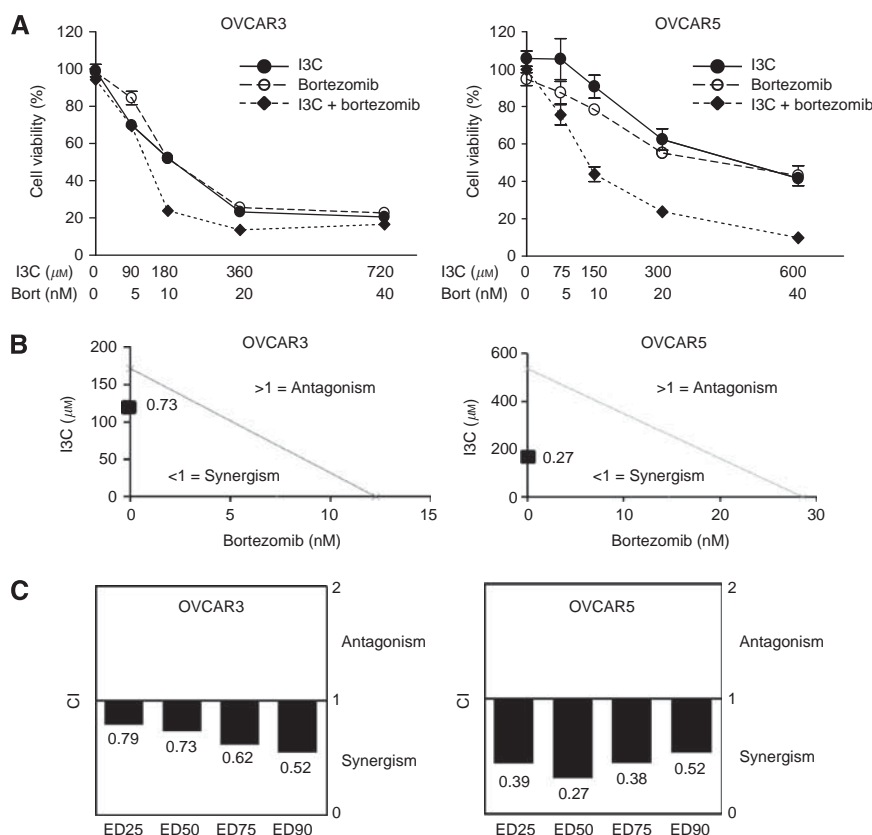 A
OVCAR3
Cell viability (%)
120
100
80
60
40
20
0
I3C
Bortezomib
I3C + bortezomib
I3C (μM) 0 90 180 360 720
Bort (nM) 0 5 10 20 40
OVCAR5
Cell viability (%)
120
100
80
60
40
20
0
I3C
Bortezomib
I3C + bortezomib
I3C (μM) 0 75 150 300 600
Bort (nM) 0 5 10 20 40
B
OVCAR3
I3C (μM)
200
150
100
50
0
>1 = Antagonism
0.73
<1 = Synergism
0 5 10 15
Bortezomib (nM)
OVCAR5
I3C (μM)
600
400
200
0
>1 = Antagonism
0.27
<1 = Synergism
0 10 20 30
Bortezomib (nM)
C
OVCAR3
CI
2
Antagonism
1
Synergism
0
0.79 0.73 0.62 0.52
ED25 ED50 ED75 ED90
OVCAR5
CI
2
Antagonism
1
Synergism
0
0.39 0.27 0.38 0.52
ED25 ED50 ED75 ED90